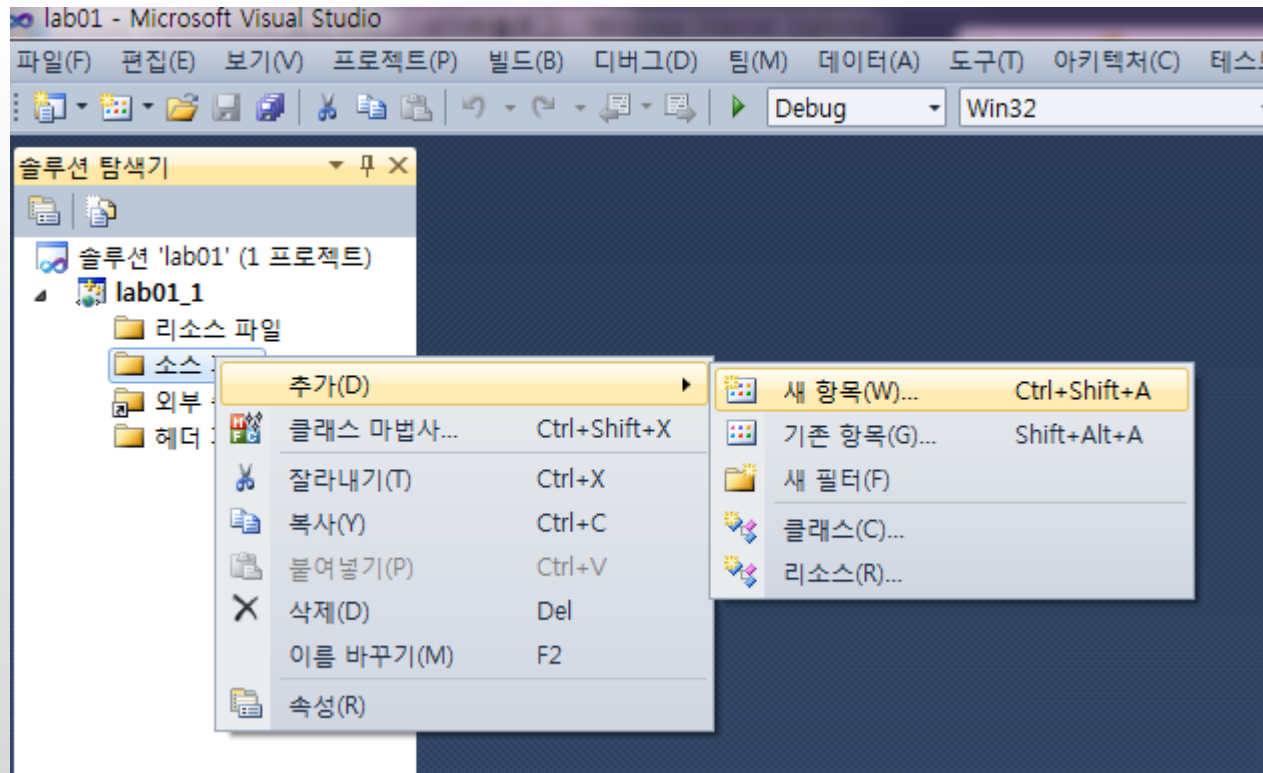 lab01 - Microsoft Visual Studio
파일(F) 편집(E) 보기(V) 프로젝트(P) 빌드(B) 디버그(D) 팀(M) 데이터(A) 도구(T) 아키텍처(C) 테스
Debug Win32
솔루션 탐색기
솔루션 'lab01' (1 프로젝트)
lab01_1
리소스 파일
소스
외부
헤더
추가(D)
클래스 마법사... Ctrl+Shift+X
잘라내기(T) Ctrl+X
복사(Y) Ctrl+C
붙여넣기(P) Ctrl+V
삭제(D) Del
이름 바꾸기(M) F2
속성(R)
새 항목(W)... Ctrl+Shift+A
기존 항목(G)... Shift+Alt+A
새 필터(F)
클래스(C)...
리소스(R)...